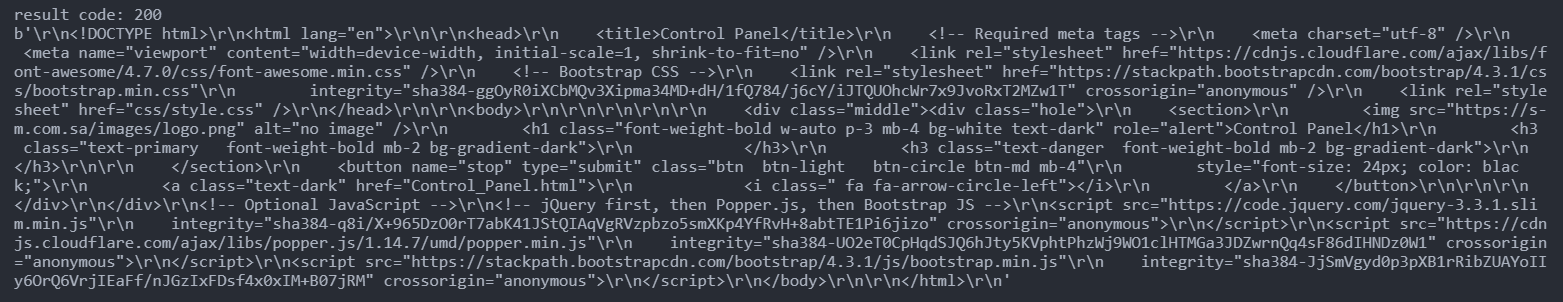 result code: 200
b'\r\n<!DOCTYPE html>\r\n<html lang="en">\r\n\r\n<head>\r\n    <title>Control Panel</title>\r\n    <!-- Required meta tags -->\r\n    <meta charset="utf-8" />\r\n
 <meta name="viewport" content="width=device-width, initial-scale=1, shrink-to-fit=no" />\r\n    <link rel="stylesheet" href="https://cdnjs.cloudflare.com/ajax/libs/f
ont-awesome/4.7.0/css/font-awesome.min.css" />\r\n    <!-- Bootstrap CSS -->\r\n    <link rel="stylesheet" href="https://stackpath.bootstrapcdn.com/bootstrap/4.3.1/cs
s/bootstrap.min.css"\r\n        integrity="sha384-ggOyR0iXCbMQv3Xipma34MD+dH/1fQ784/j6cY/iJTQUOhcWr7x9JvoRxT2MZw1T" crossorigin="anonymous" />\r\n    <link rel="style
sheet" href="css/style.css" />\r\n</head>\r\n\r\n<body>\r\n\r\n\r\n\r\n\r\n    <div class="middle"><div class="hole">\r\n    <section>\r\n        <img src="https://s-
m.com.sa/images/logo.png" alt="no image" />\r\n        <h1 class="font-weight-bold w-auto p-3 mb-4 bg-white text-dark" role="alert">Control Panel</h1>\r\n        <h3
 class="text-primary   font-weight-bold mb-2 bg-gradient-dark">\r\n            </h3>\r\n        <h3 class="text-danger  font-weight-bold mb-2 bg-gradient-dark">\r\n
</h3>\r\n\r\n    </section>\r\n    <button name="stop" type="submit" class="btn  btn-light   btn-circle btn-md mb-4"\r\n        style="font-size: 24px; color: blac
k;">\r\n        <a class="text-dark" href="Control_Panel.html">\r\n            <i class=" fa fa-arrow-circle-left"></i>\r\n        </a>\r\n    </button>\r\n\r\n\r\n\r\n
</div>\r\n</div>\r\n<!-- Optional JavaScript -->\r\n<!-- jQuery first, then Popper.js, then Bootstrap JS -->\r\n<script src="https://code.jquery.com/jquery-3.3.1.sli
m.min.js"\r\n    integrity="sha384-q8i/X+965DzO0rT7abK41JStQIAqVgRVzpbzo5smXKp4YfRvH+8abtTE1Pi6jizo" crossorigin="anonymous">\r\n</script>\r\n<script src="https://cdn
js.cloudflare.com/ajax/libs/popper.js/1.14.7/umd/popper.min.js"\r\n    integrity="sha384-UO2eT0CpHqdSJQ6hJty5KVphtPhzWj9WO1clHTMGa3JDZwrnQq4sF86dIHNDz0W1" crossorigin
="anonymous">\r\n</script>\r\n<script src="https://stackpath.bootstrapcdn.com/bootstrap/4.3.1/js/bootstrap.min.js"\r\n    integrity="sha384-JjSmVgyd0p3pXB1rRibZUAYoII
y6OrQ6VrjIEaFf/nJGzIxFDsf4x0xIM+B07jRM" crossorigin="anonymous">\r\n</script>\r\n</body>\r\n\r\n\r\n</html>\r\n'